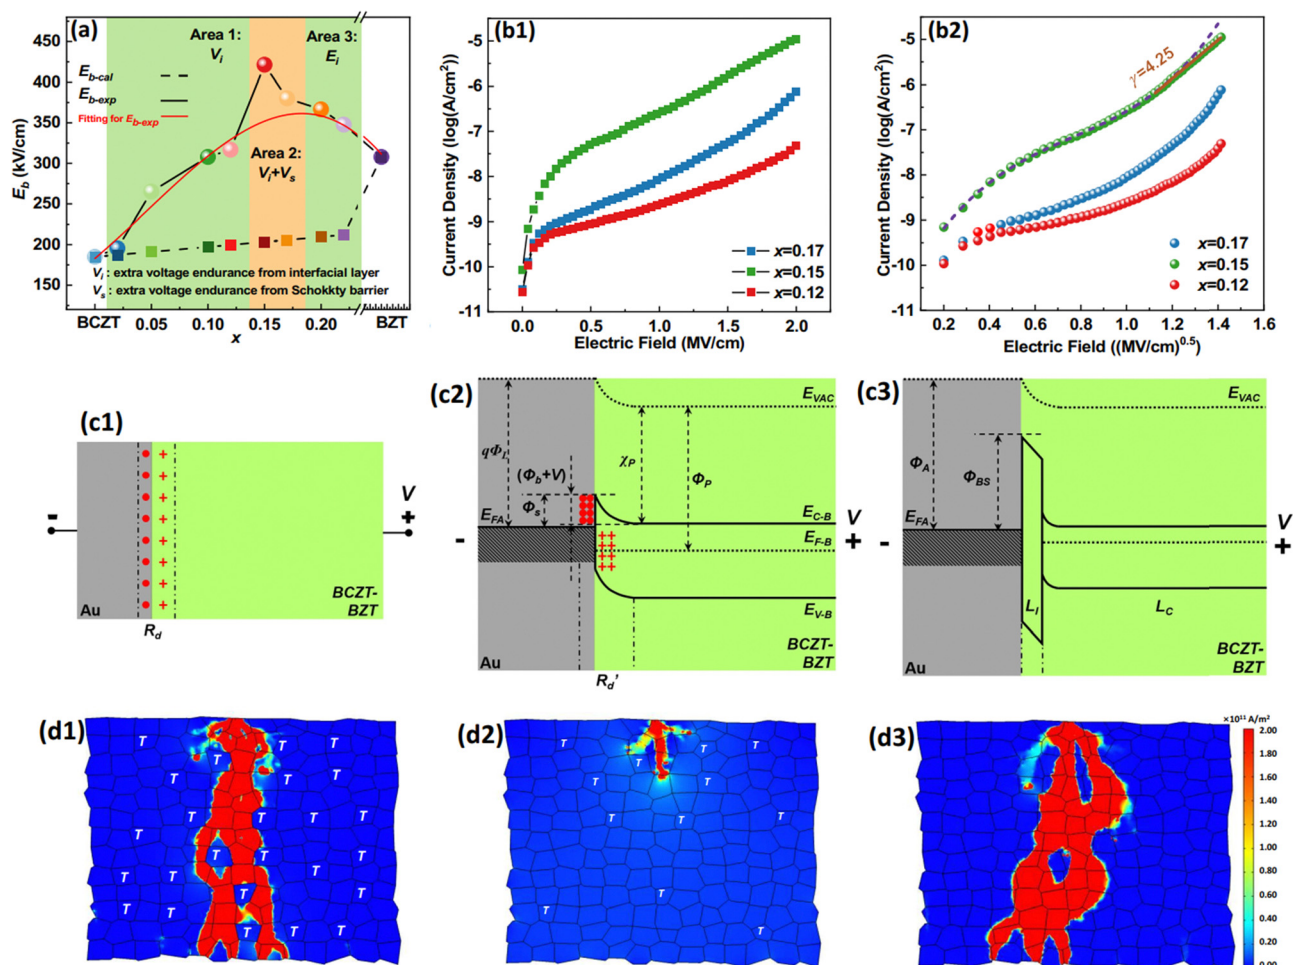 (a)
Area 1:
V_i
Area 3:
E_i
E_b-cal
E_b-exp
Fitting for E_b-exp
Area 2:
V_i+V_s
V_i : extra voltage endurance from interfacial layer
V_s : extra voltage endurance from Schokkty barrier
E_b (kV/cm)
450
400
350
300
250
200
150
BCZT 0.05 0.10 0.15 0.20 BZT
x
(b1)
Current Density (log(A/cm²))
-5
-6
-7
-8
-9
-10
-11
x=0.17
x=0.15
x=0.12
0.0 0.5 1.0 1.5 2.0
Electric Field (MV/cm)
(b2)
γ=4.25
Current Density (log(A/cm²))
-5
-6
-7
-8
-9
-10
-11
x=0.17
x=0.15
x=0.12
0.2 0.4 0.6 0.8 1.0 1.2 1.4 1.6
Electric Field ((MV/cm)^0.5)
(c1)
-
V
+
Au
BCZT-
BZT
R_d
(c2)
E_VAC
qΦ_L
χ_P
Φ_P
(Φ_b+V)
Φ_s
E_FA
E_C-B
E_F-B
E_V-B
-
V
+
Au
BCZT-
BZT
R_d'
(c3)
E_VAC
Φ_A
Φ_BS
E_FA
-
V
+
L_I
L_C
Au
BCZT-
BZT
(d1)
T T T
T
T
T
T
T
T T
T
T
T
T
T
T
T
T
T
T
T
T
T
(d2)
T
T
T
T
T
T
T
T
T
T
(d3)
×10¹¹ A/m²
2.00
1.80
1.60
1.40
1.20
1.00
0.80
0.60
0.40
0.20
0.00